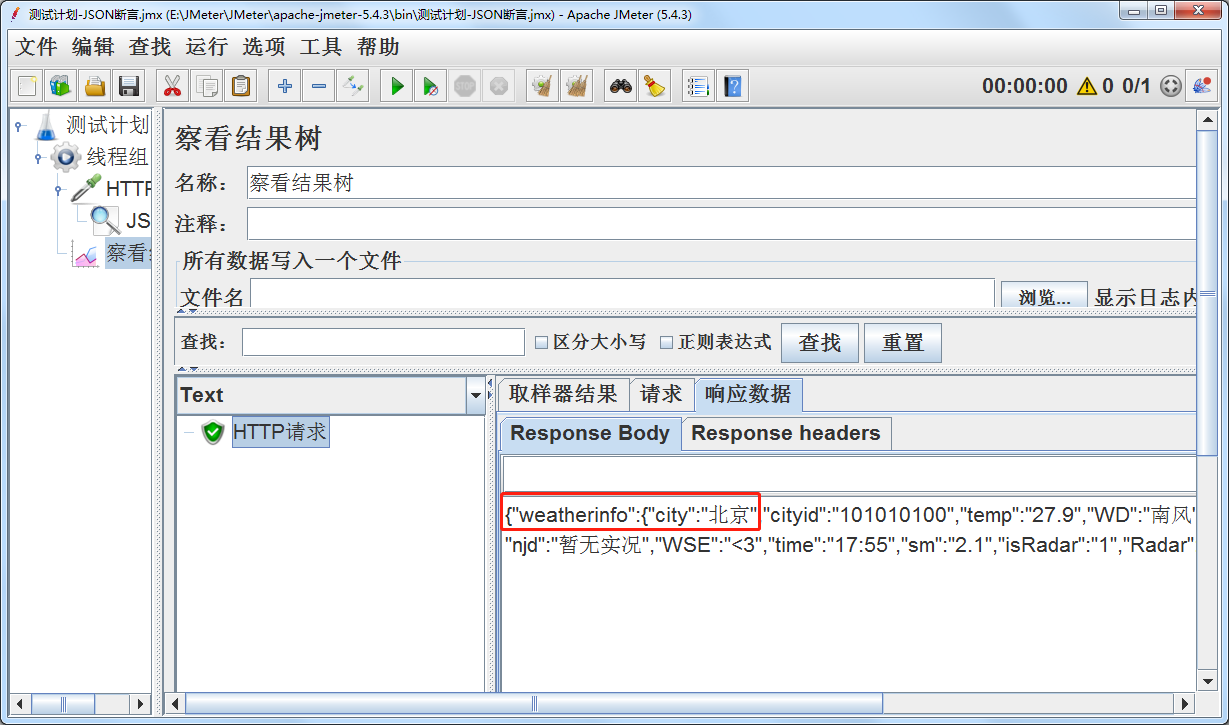 测试计划-JSON断言.jmx (E:\JMeter\JMeter\apache-jmeter-5.4.3\bin\测试计划-JSON断言.jmx) - Apache JMeter (5.4.3)
文件 编辑 查找 运行 选项 工具 帮助
00:00:00 0 0/1
测试计划
线程组
HTTP
JS
察看
察看结果树
名称： 察看结果树
注释：
所有数据写入一个文件
文件名 浏览... 显示日志内
查找： 区分大小写 正则表达式 查找 重置
Text
HTTP请求
取样器结果 请求 响应数据
Response Body Response headers
{"weatherinfo":{"city":"北京","cityid":"101010100","temp":"27.9","WD":"南风"
"njd":"暂无实况","WSE":"<3","time":"17:55","sm":"2.1","isRadar":"1","Radar"